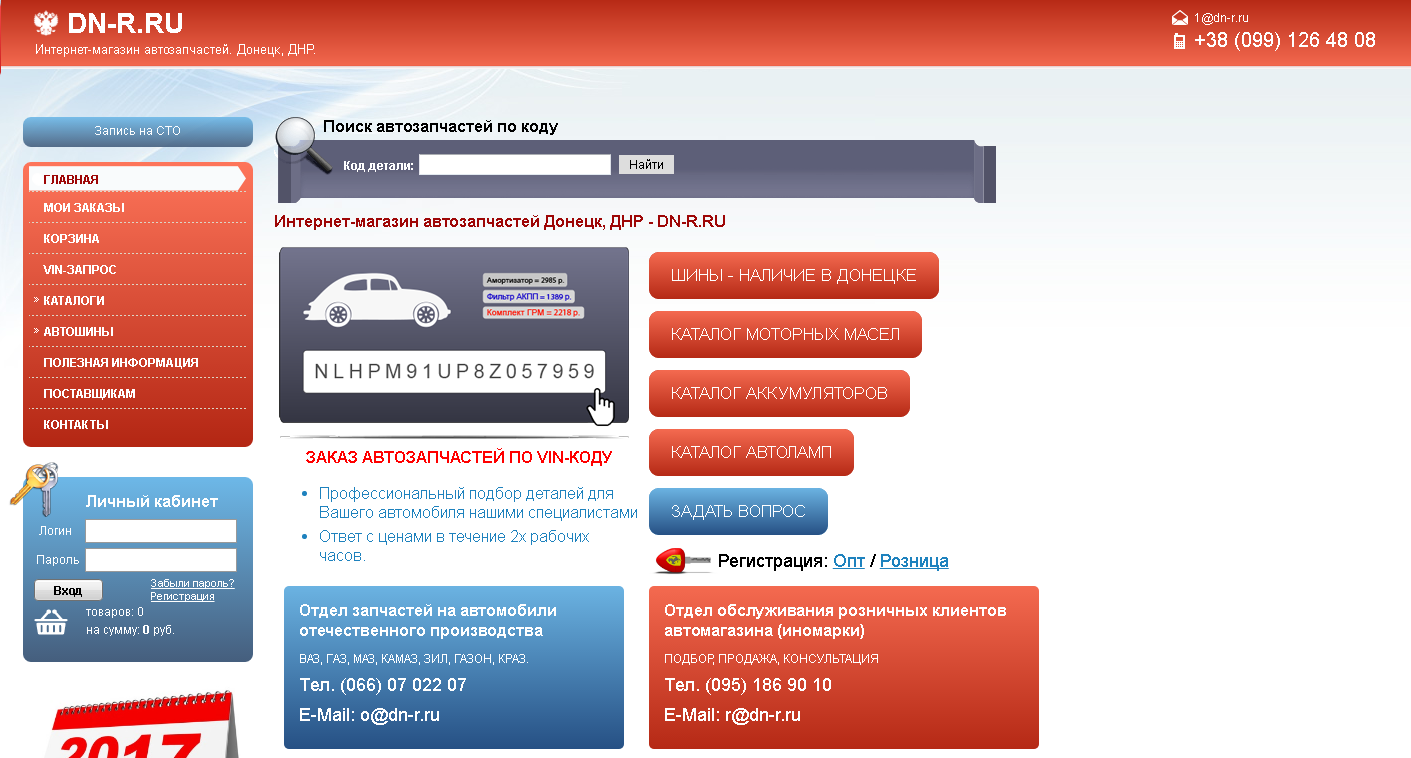 DN-R.RU
Интернет-магазин автозапчастей. Донецк, ДНР.
1@dn-r.ru
+38 (099) 126 48 08
Запись на СТО
ГЛАВНАЯ
МОИ ЗАКАЗЫ
КОРЗИНА
VIN-ЗАПРОС
КАТАЛОГИ
АВТОШИНЫ
ПОЛЕЗНАЯ ИНФОРМАЦИЯ
ПОСТАВЩИКАМ
КОНТАКТЫ
Личный кабинет
Логин
Пароль
Вход
Забыли пароль?
Регистрация
товаров: 0
на сумму: 0 руб.
2017
Поиск автозапчастей по коду
Код детали:
Найти
Интернет-магазин автозапчастей Донецк, ДНР - DN-R.RU
Амортизатор = 2985 р.
Фильтр АКПП = 1389 р.
Комплект ГРМ = 2218 р.
NLHPM91UP8Z057959
ЗАКАЗ АВТОЗАПЧАСТЕЙ ПО VIN-КОДУ
• Профессиональный подбор деталей для
Вашего автомобиля нашими специалистами
• Ответ с ценами в течение 2х рабочих
часов.
ШИНЫ - НАЛИЧИЕ В ДОНЕЦКЕ
КАТАЛОГ МОТОРНЫХ МАСЕЛ
КАТАЛОГ АККУМУЛЯТОРОВ
КАТАЛОГ АВТОЛАМП
ЗАДАТЬ ВОПРОС
Регистрация: Опт / Розница
Отдел запчастей на автомобили
отечественного производства
ВАЗ, ГАЗ, МАЗ, КАМАЗ, ЗИЛ, ГАЗОН, КРАЗ.
Тел. (066) 07 022 07
E-Mail: o@dn-r.ru
Отдел обслуживания розничных клиентов
автомагазина (иномарки)
ПОДБОР, ПРОДАЖА, КОНСУЛЬТАЦИЯ
Тел. (095) 186 90 10
E-Mail: r@dn-r.ru